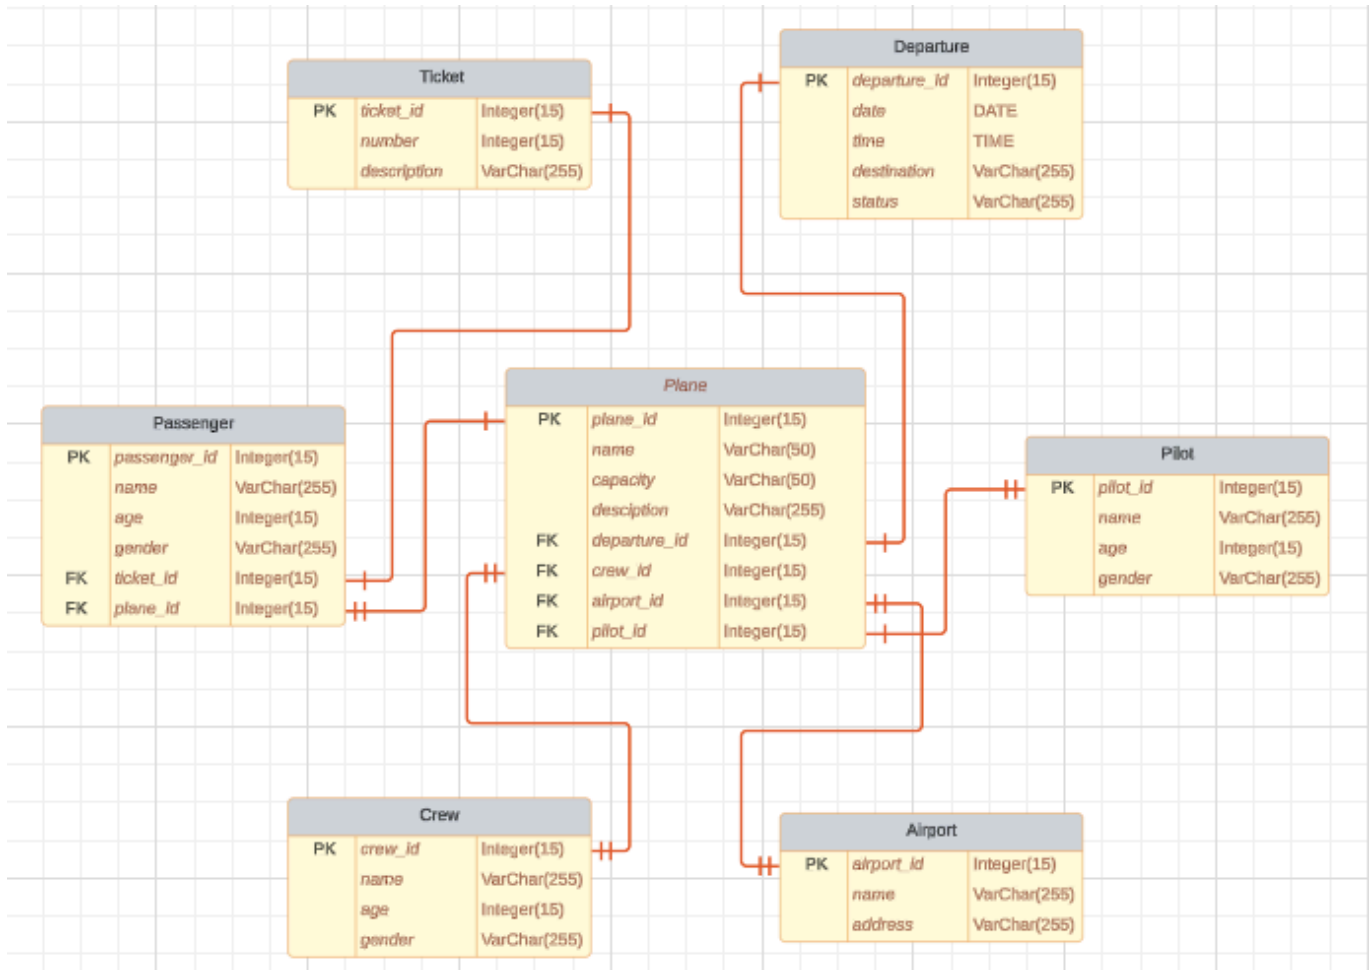 Ticket
PK ticket_id Integer(15)
number Integer(15)
description VarChar(255)
Departure
PK departure_id Integer(15)
date DATE
time TIME
destination VarChar(255)
status VarChar(255)
Passenger
PK passenger_id Integer(15)
name VarChar(255)
age Integer(15)
gender VarChar(255)
FK ticket_id Integer(15)
FK plane_id Integer(15)
Plane
PK plane_id Integer(15)
name VarChar(50)
capacity VarChar(50)
desciption VarChar(255)
FK departure_id Integer(15)
FK crew_id Integer(15)
FK airport_id Integer(15)
FK pilot_id Integer(15)
Pilot
PK pilot_id Integer(15)
name VarChar(255)
age Integer(15)
gender VarChar(255)
Crew
PK crew_id Integer(15)
name VarChar(255)
age Integer(15)
gender VarChar(255)
Airport
PK airport_id Integer(15)
name VarChar(255)
address VarChar(255)